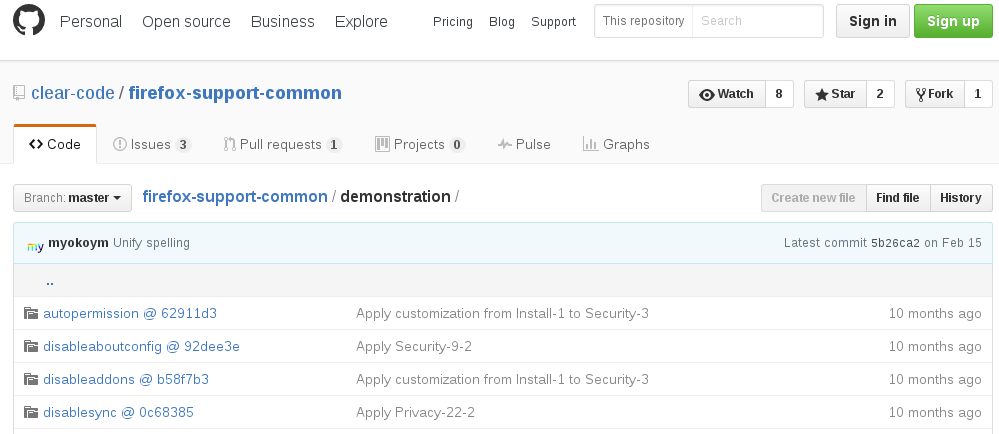 Personal Open source Business Explore Pricing Blog Support This repository Search Sign in Sign up
clear-code / firefox-support-common Watch 8 Star 2 Fork 1
Code Issues 3 Pull requests 1 Projects 0 Pulse Graphs
Branch: master firefox-support-common / demonstration / Create new file Find file History
my myokoym Unify spelling Latest commit 5b26ca2 on Feb 15
..
autopermission @ 62911d3 Apply customization from Install-1 to Security-3 10 months ago
disableaboutconfig @ 92dee3e Apply Security-9-2 10 months ago
disableaddons @ b58f7b3 Apply customization from Install-1 to Security-3 10 months ago
disablesync @ 0c68385 Apply Privacy-22-2 10 months ago